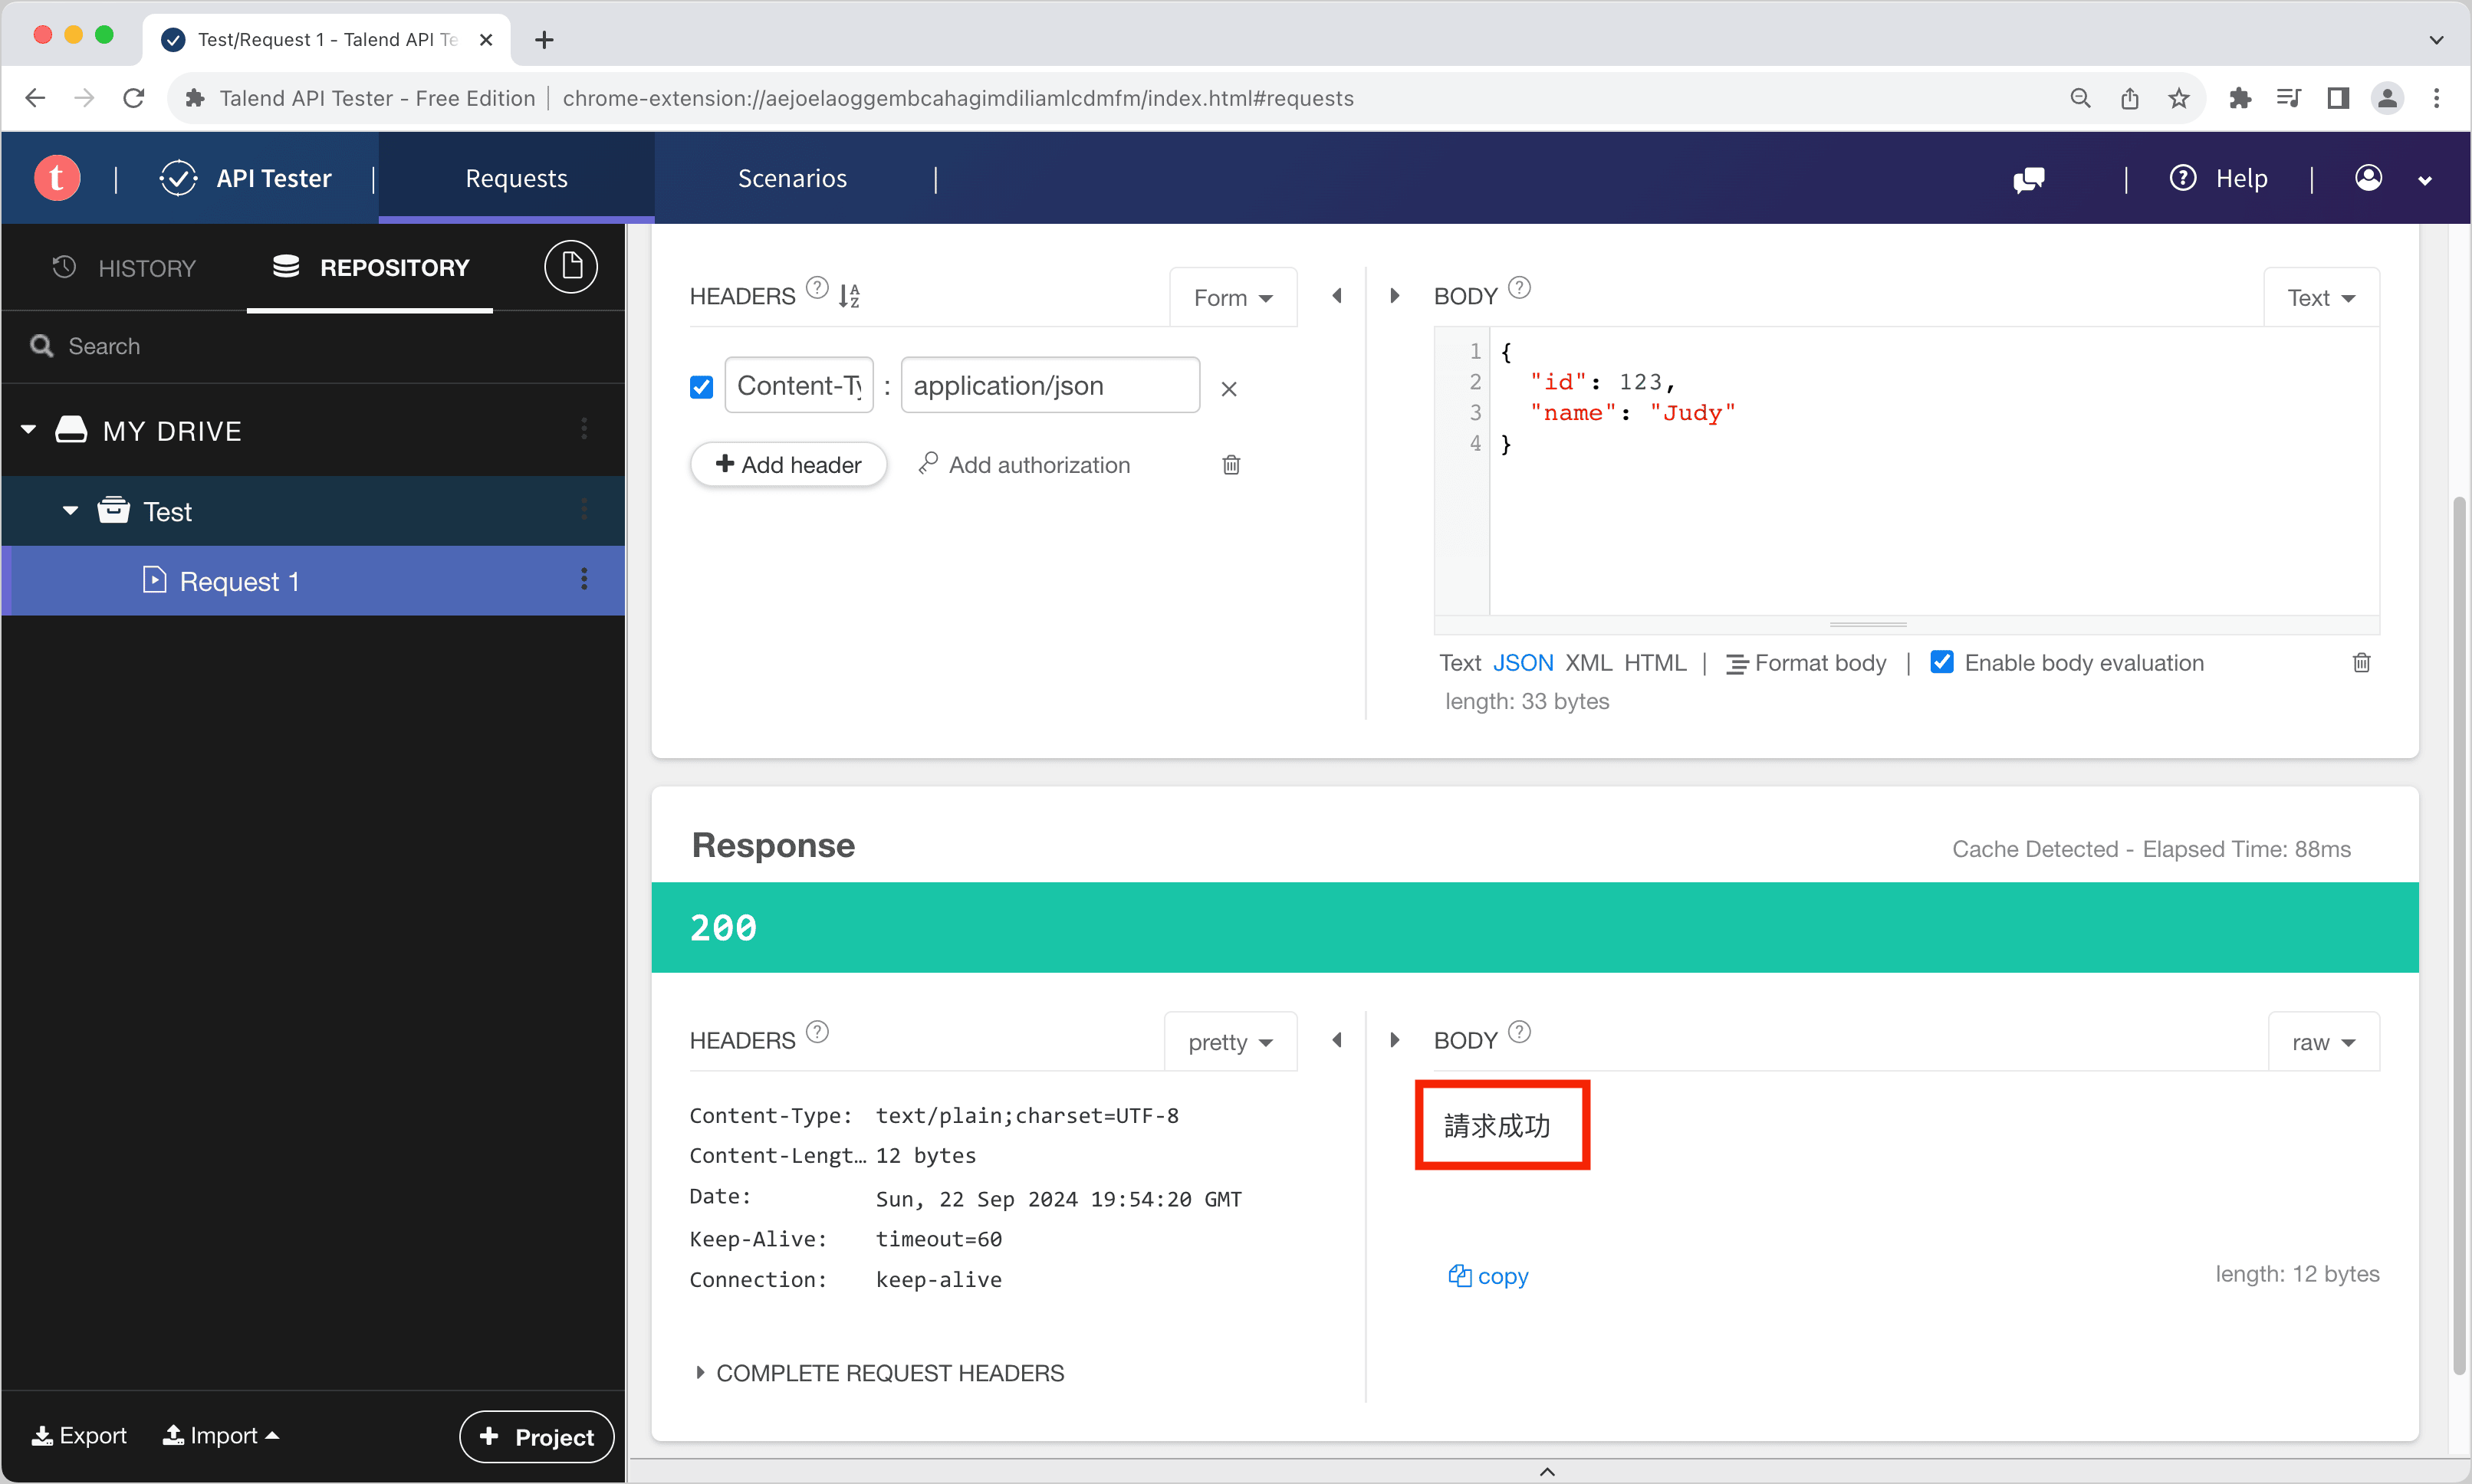 Test/Request 1 - Talend API Te
Talend API Tester - Free Edition
chrome-extension://aejoelaoggembcahagimdiliamlcdmfm/index.html#requests
t
API Tester
Requests
Scenarios
Help
HISTORY
REPOSITORY
Search
MY DRIVE
Test
Request 1
Export
Import
Project
HEADERS
Form
Content-Ty : application/json
Add header
Add authorization
BODY
Text
1 {
2 "id": 123,
3 "name": "Judy"
4 }
Text JSON XML HTML | Format body | Enable body evaluation
length: 33 bytes
Response
Cache Detected - Elapsed Time: 88ms
200
HEADERS
pretty
Content-Type: text/plain;charset=UTF-8
Content-Lengt… 12 bytes
Date: Sun, 22 Sep 2024 19:54:20 GMT
Keep-Alive: timeout=60
Connection: keep-alive
COMPLETE REQUEST HEADERS
BODY
raw
請求成功
copy
length: 12 bytes